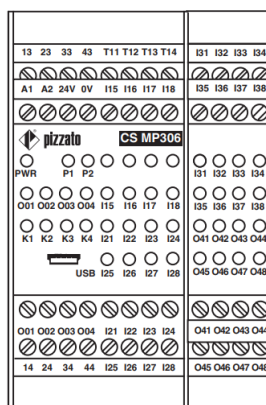 13 23 33 43 T11 T12 T13 T14 I31 I32 I33 I34
A1 A2 24V 0V I15 I16 I17 I18 I35 I36 I37 I38
pizzato CS MP306
PWR P1 P2 I31 I32 I33 I34
O01 O02 O03 O04 I15 I16 I17 I18 I35 I36 I37 I38
K1 K2 K3 K4 I21 I22 I23 I24 O41 O42 O43 O44
USB I25 I26 I27 I28 O45 O46 O47 O48
O01 O02 O03 O04 I21 I22 I23 I24 O41 O42 O43 O44
14 24 34 44 I25 I26 I27 I28 O45 O46 O47 O48